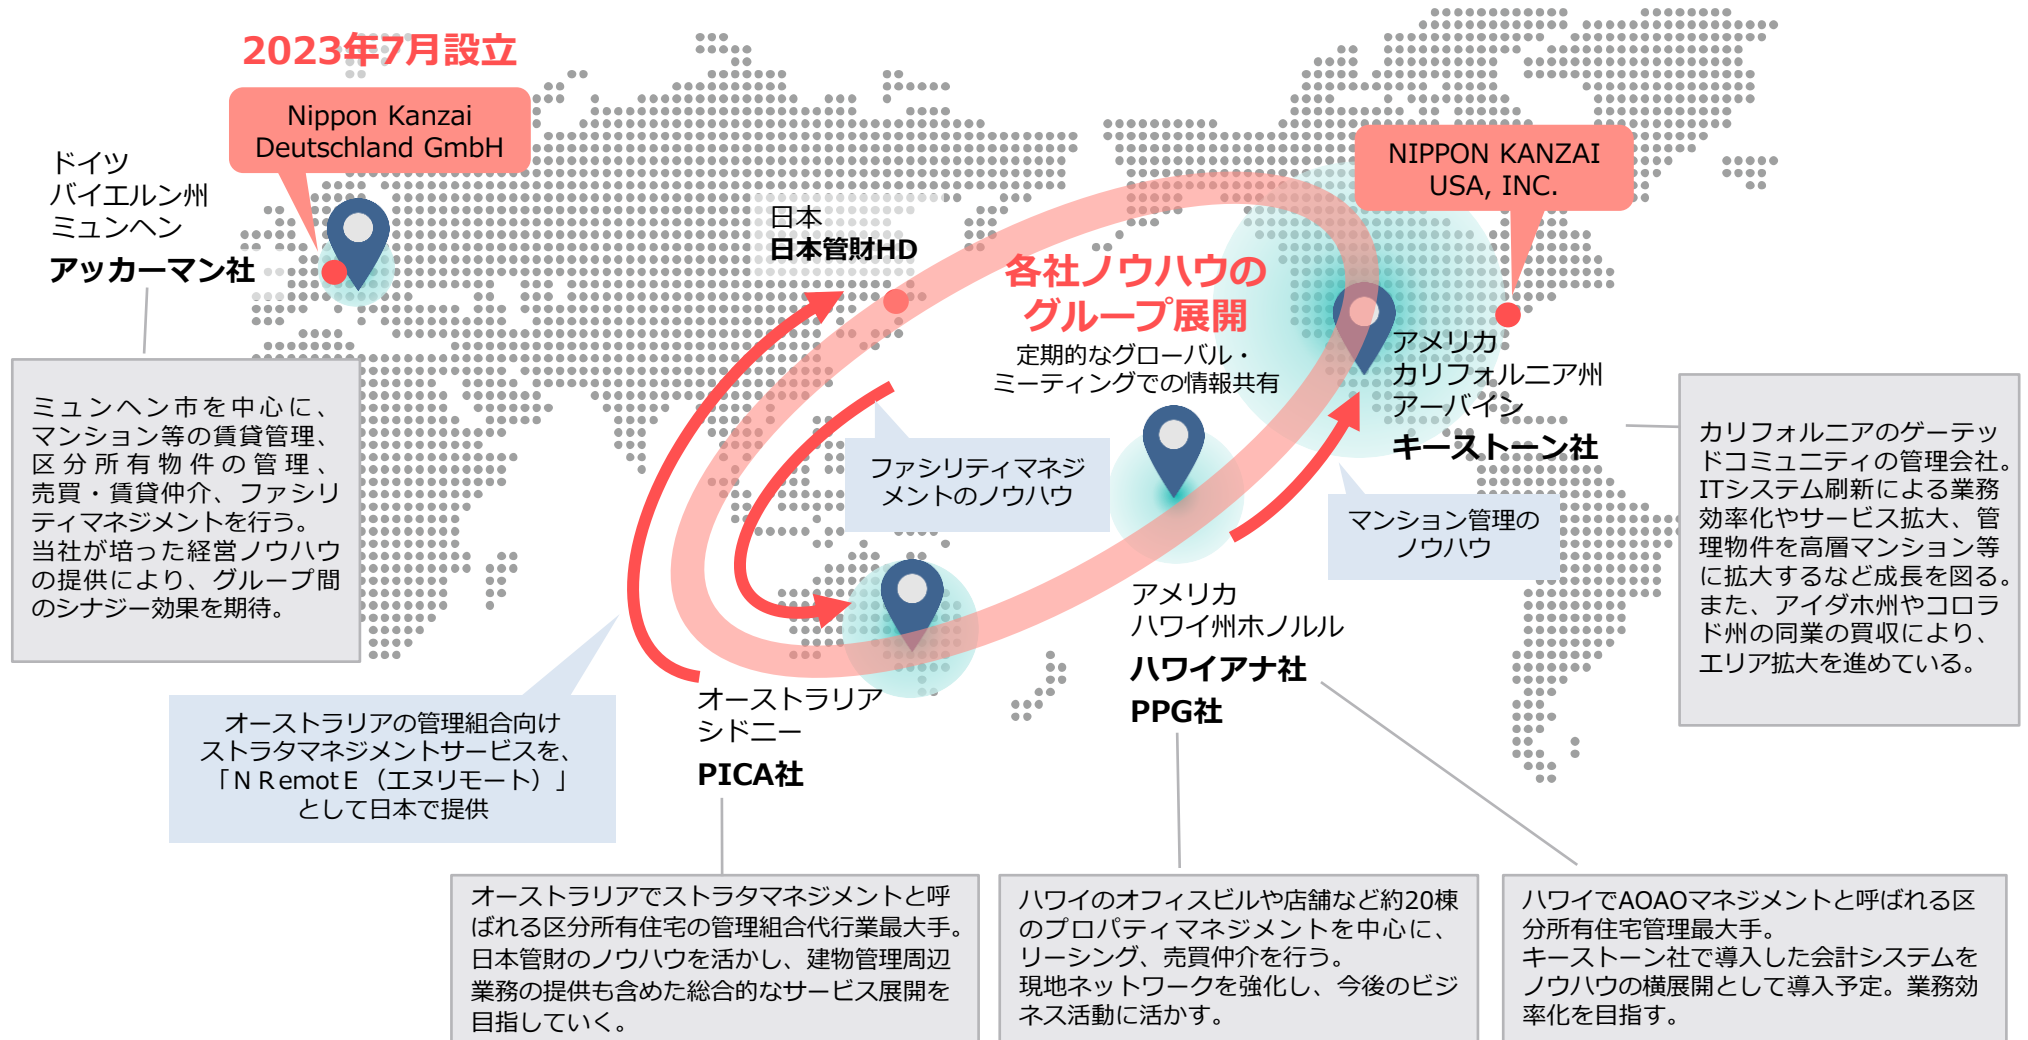 2023年7月設立
Nippon Kanzai
Deutschland GmbH
ドイツ
バイエルン州
ミュンヘン
アッカーマン社
ミュンヘン市を中心に、
マンション等の賃貸管理、
区分所有物件の管理、
売買・賃貸仲介、ファシリ
ティマネジメントを行う。
当社が培った経営ノウハウ
の提供により、グループ間
のシナジー効果を期待。
日本
日本管財HD
各社ノウハウの
グループ展開
定期的なグローバル・
ミーティングでの情報共有
NIPPON KANZAI
USA, INC.
アメリカ
カリフォルニア州
アーバイン
キーストーン社
カリフォルニアのゲーテッ
ドコミュニティの管理会社。
ITシステム刷新による業務
効率化やサービス拡大、管
理物件を高層マンション等
に拡大するなど成長を図る。
また、アイダホ州やコロラ
ド州の同業の買収により、
エリア拡大を進めている。
ファシリティマネジ
メントのノウハウ
マンション管理の
ノウハウ
アメリカ
ハワイ州ホノルル
ハワイアナ社
PPG社
オーストラリア
シドニー
PICA社
オーストラリアの管理組合向け
ストラタマネジメントサービスを、
「N RemotE（エヌリモート）」
として日本で提供
オーストラリアでストラタマネジメントと呼
ばれる区分所有住宅の管理組合代行業最大手。
日本管財のノウハウを活かし、建物管理周辺
業務の提供も含めた総合的なサービス展開を
目指していく。
ハワイのオフィスビルや店舗など約20棟
のプロパティマネジメントを中心に、
リーシング、売買仲介を行う。
現地ネットワークを強化し、今後のビジ
ネス活動に活かす。
ハワイでAOAOマネジメントと呼ばれる区
分所有住宅管理最大手。
キーストーン社で導入した会計システムを
ノウハウの横展開として導入予定。業務効
率化を目指す。